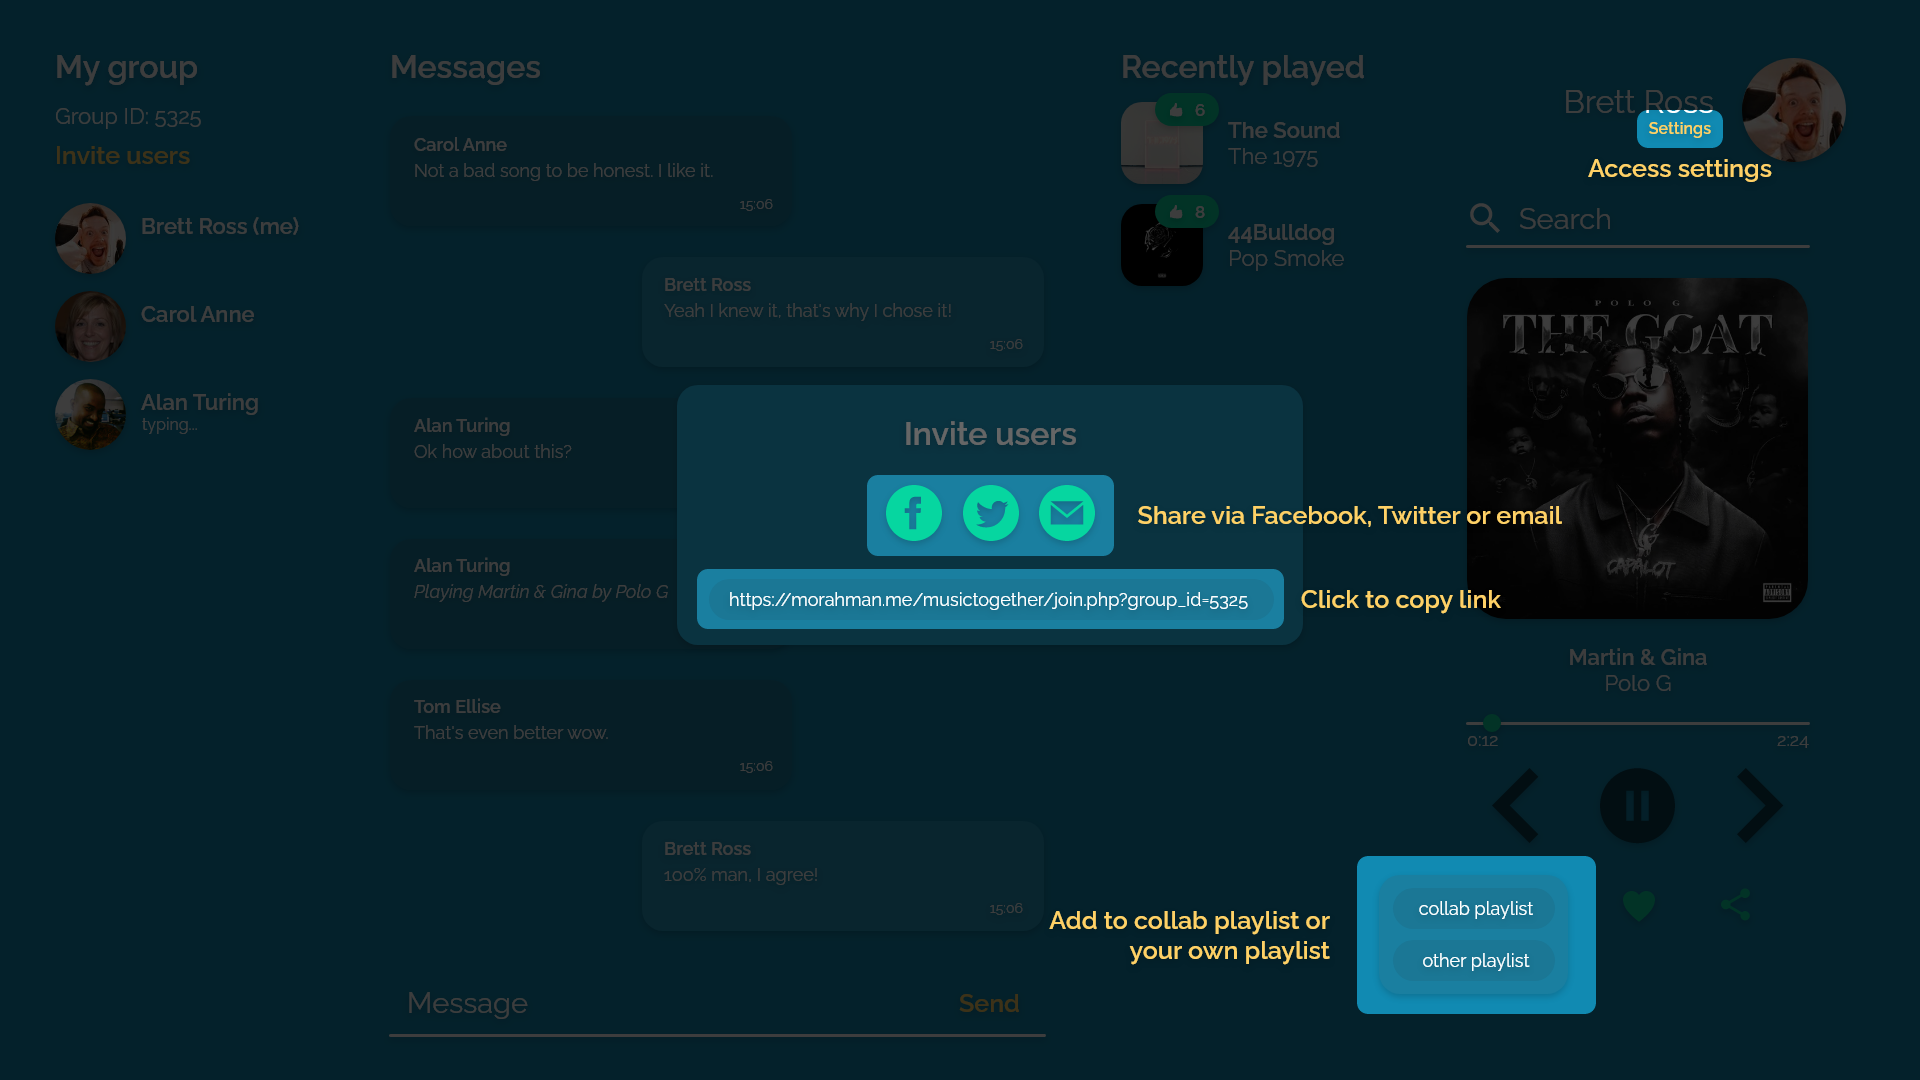 My group
Group ID: 5325
Invite users
Brett Ross (me)
Carol Anne
Alan Turing
typing...
Messages
Carol Anne
Not a bad song to be honest. I like it.
15:06
Brett Ross
Yeah I knew it, that's why I chose it!
15:06
Alan Turing
Ok how about this?
Alan Turing
Playing Martin & Gina by Polo G
Tom Ellise
That's even better wow.
15:06
Brett Ross
100% man, I agree!
15:06
Message
Send
Invite users
Share via Facebook, Twitter or email
https://morahman.me/musictogether/join.php?group_id=5325
Click to copy link
Recently played
6
The Sound
The 1975
8
44Bulldog
Pop Smoke
Brett Ross
Settings
Access settings
Search
POLO G
THE GOAT
CAPALOT
Martin & Gina
Polo G
0:12
2:24
Add to collab playlist or
your own playlist
collab playlist
other playlist